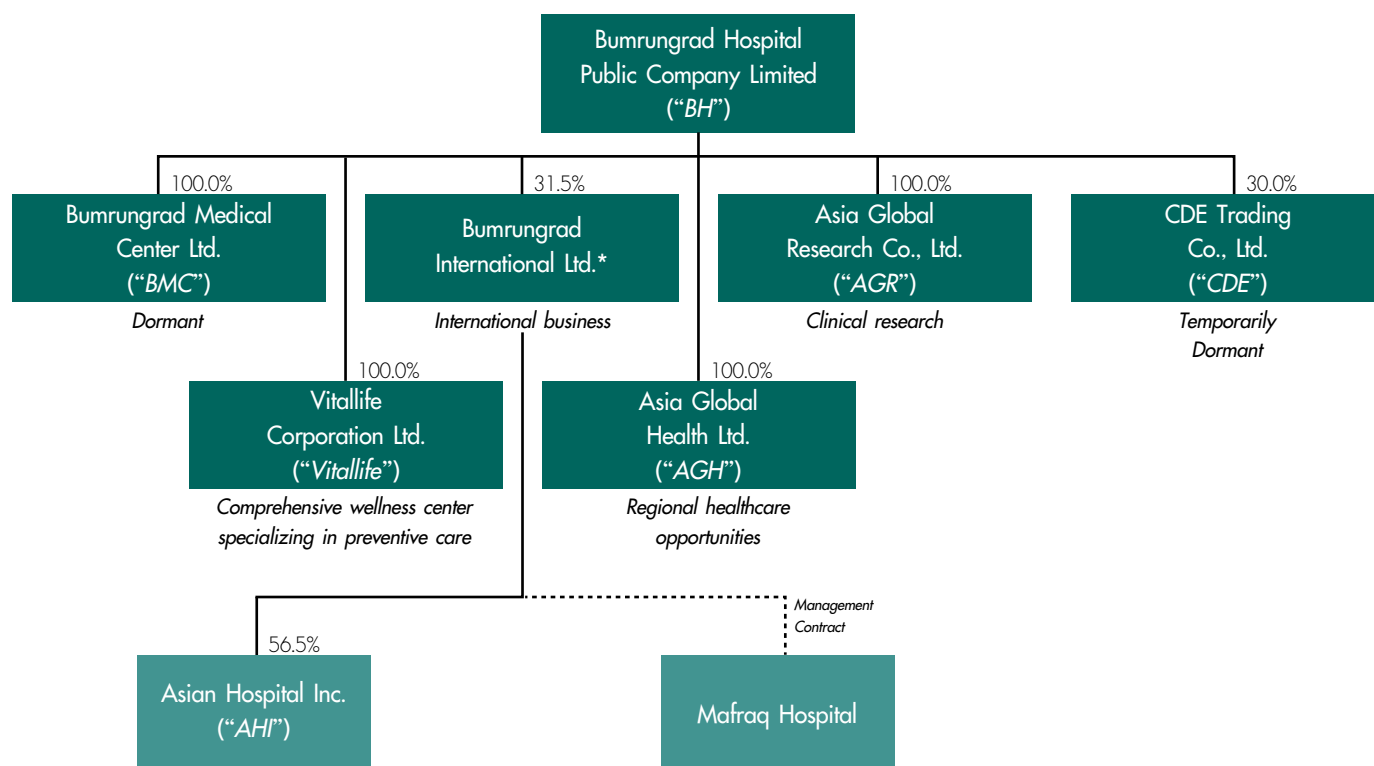 Bumrungrad Hospital
Public Company Limited
(“BH”)
100.0%
Bumrungrad Medical
Center Ltd.
(“BMC”)
Dormant
31.5%
Bumrungrad
International Ltd.*
International business
100.0%
Asia Global
Research Co., Ltd.
(“AGR”)
Clinical research
30.0%
CDE Trading
Co., Ltd.
(“CDE”)
Temporarily
Dormant
100.0%
Vitallife
Corporation Ltd.
(“Vitallife”)
Comprehensive wellness center
specializing in preventive care
100.0%
Asia Global
Health Ltd.
(“AGH”)
Regional healthcare
opportunities
Management
Contract
56.5%
Asian Hospital Inc.
(“AHI”)
Mafraq Hospital